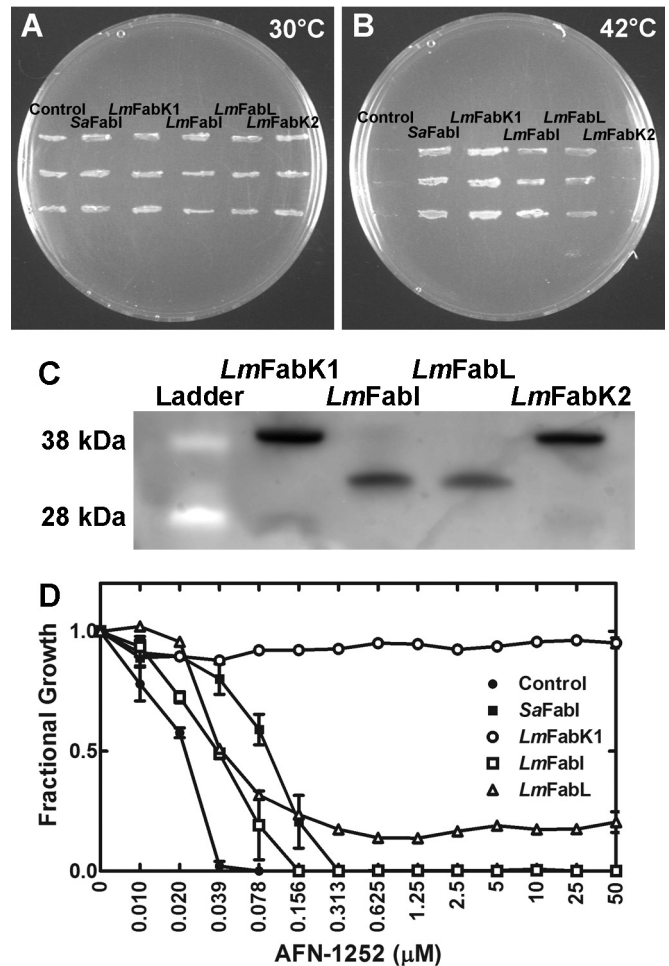 A
30°C
Control
SaFabI
LmFabK1
LmFabI
LmFabL
LmFabK2
B
42°C
Control
SaFabI
LmFabK1
LmFabI
LmFabL
LmFabK2
C
Ladder
LmFabK1
LmFabI
LmFabL
LmFabK2
38 kDa
28 kDa
D
Fractional Growth
1.0
0.5
0.0
Control
SaFabI
LmFabK1
LmFabI
LmFabL
0 0.010 0.020 0.039 0.078 0.156 0.313 0.625 1.25 2.5 5 10 25 50
AFN-1252 (µM)